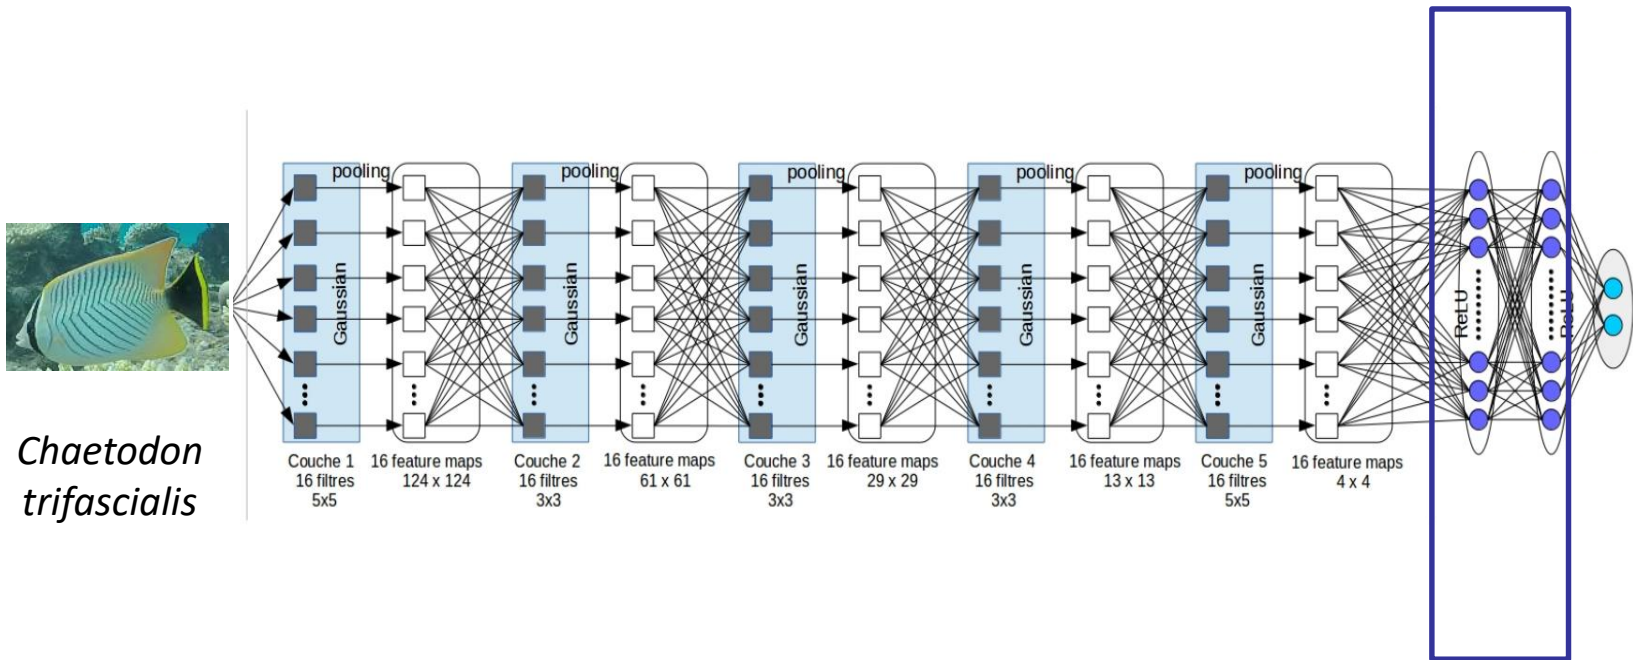 pooling
pooling
pooling
pooling
pooling
Gaussian
Gaussian
Gaussian
Gaussian
Gaussian
ReLU
ReLU
Chaetodon
trifascialis
Couche 1
16 filtres
5x5
16 feature maps
124 x 124
Couche 2
16 filtres
3x3
16 feature maps
61 x 61
Couche 3
16 filtres
3x3
16 feature maps
29 x 29
Couche 4
16 filtres
3x3
16 feature maps
13 x 13
Couche 5
16 filtres
5x5
16 feature maps
4 x 4